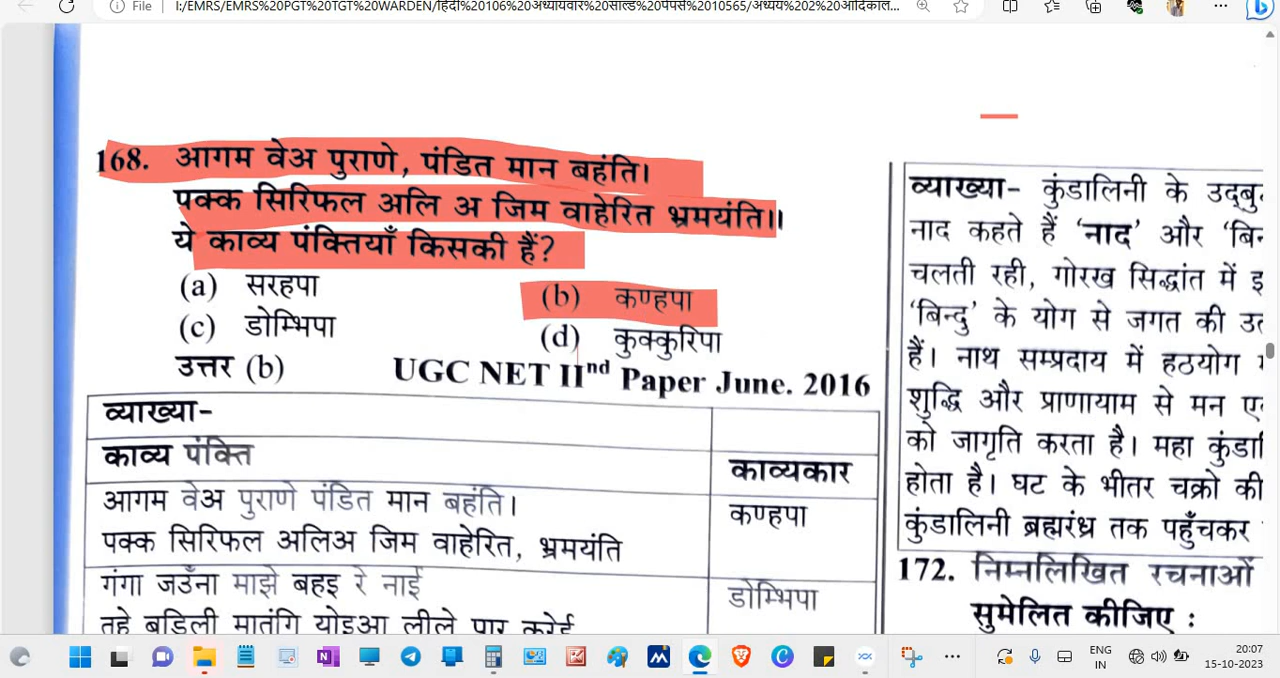 File
I:/EMRS/EMRS%20PGT%20TGT%20WARDEN/हिंदी%20106%20अध्यायवार%20साल्व्ड%20पेपर्स%2010565/अध्याय%202%20आदिकाल...
168. आगम वेअ पुराणे, पंडित मान बहंति।
पक्क सिरिफल अलि अ जिम वाहेरित भ्रमयंति॥
ये काव्य पंक्तियाँ किसकी हैं?
(a) सरहपा (b) कण्हपा
(c) डोम्भिपा (d) कुक्कुरिपा
उत्तर (b) UGC NET IInd Paper June. 2016
व्याख्या-
काव्य पंक्ति काव्यकार
आगम वेअ पुराणे पंडित मान बहंति। कण्हपा
पक्क सिरिफल अलिअ जिम वाहेरित, भ्रमयंति
गंगा जउँना माझे बहइ रे नाई डोम्भिपा
तहे बुड़िली मातंगि योइआ लीले पार करेई
व्याख्या- कुंडालिनी के
नाद कहते हैं 'नाद' और
चलती रही, गोरख सिद्धांत में
'बिन्दु' के योग से जगत की
हैं। नाथ सम्प्रदाय में हठयोग
शुद्धि और प्राणायाम से मन
को जागृति करता है। महा
होता है। घट के भीतर चक्रो की
कुंडालिनी ब्रह्मरंध्र तक पहुँचकर
172. निम्नलिखित रचनाओं
सुमेलित कीजिए :
ENG
IN
20:07
15-10-2023